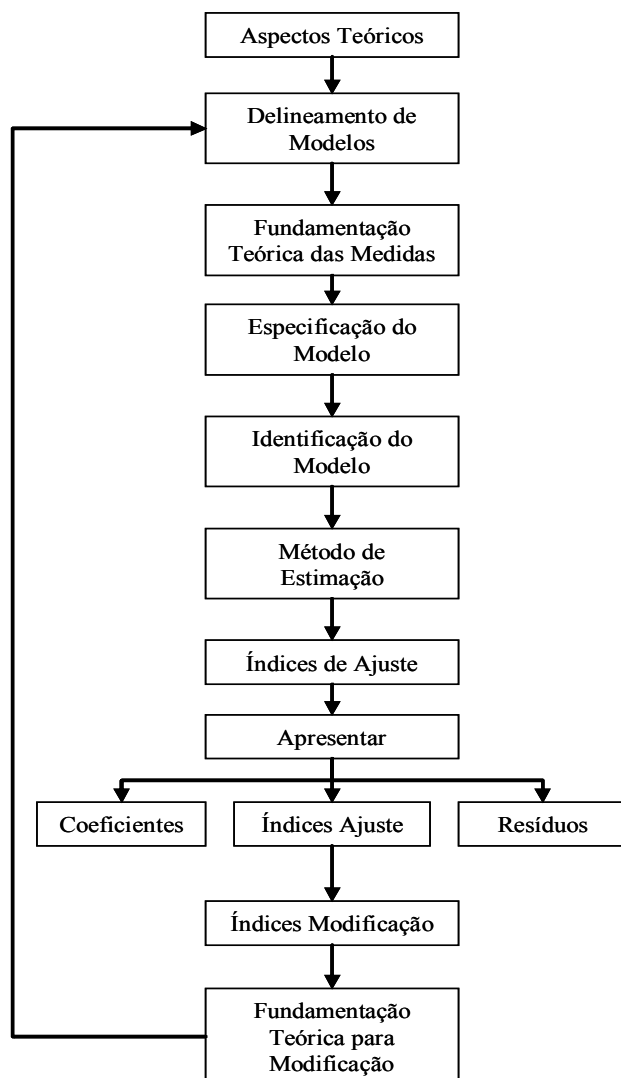 Aspectos Teóricos
Delineamento de
Modelos
Fundamentação
Teórica das Medidas
Especificação do
Modelo
Identificação do
Modelo
Método de
Estimação
Índices de Ajuste
Apresentar
Coeficientes
Índices Ajuste
Resíduos
Índices Modificação
Fundamentação
Teórica para
Modificação